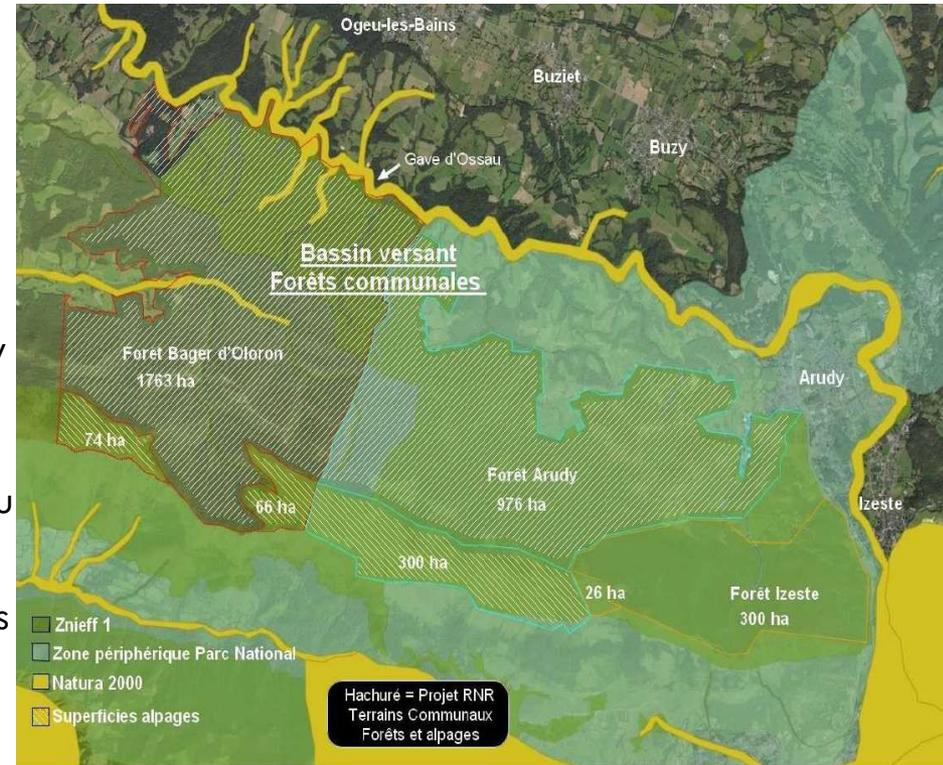 Ogeu-les-Bains
Buziet
Buzy
Gave d'Ossau
Bassin versant
Forêts communales
Foret Bager d'Oloron
1763 ha
Arudy
74 ha
Forêt Arudy
976 ha
66 ha
Izeste
300 ha
26 ha
Forêt Izeste
300 ha
Znieff 1
Zone périphérique Parc National
Natura 2000
Superficies alpages
Hachuré = Projet RNR
Terrains Communaux
Forêts et alpages